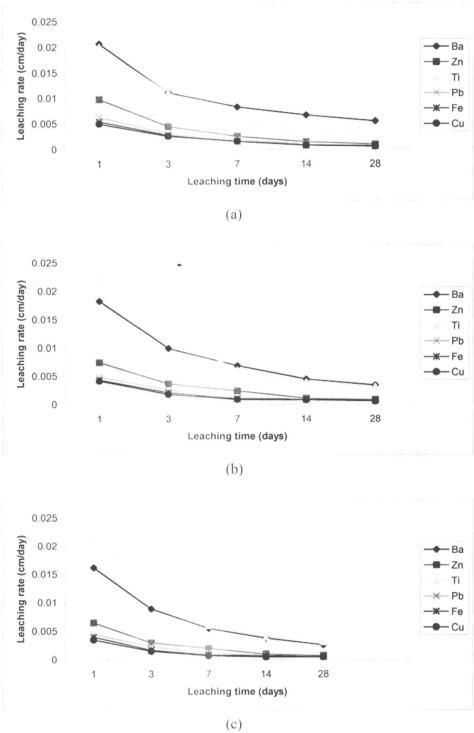 0.025
0.02
0.015
0.01
0.005
0
Leaching rate (cm/day)
1 3 7 14 28
Leaching time (days)
Ba
Zn
Ti
Pb
Fe
Cu
(a)
0.025
0.02
0.015
0.01
0.005
0
Leaching rate (cm/day)
1 3 7 14 28
Leaching time (days)
Ba
Zn
Ti
Pb
Fe
Cu
(b)
0.025
0.02
0.015
0.01
0.005
0
Leaching rate (cm/day)
1 3 7 14 28
Leaching time (days)
Ba
Zn
Ti
Pb
Fe
Cu
(c)